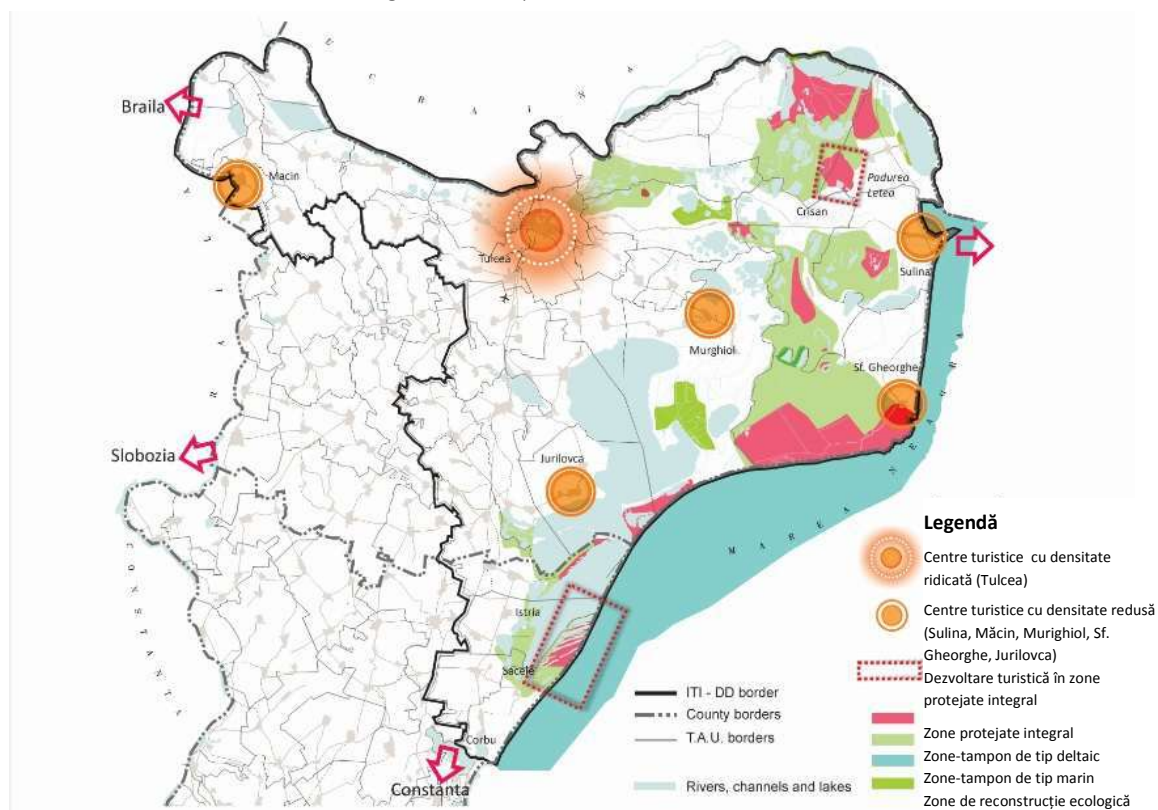 U C R A I N A
Braila
Macin
Padurea
Letea
Crisan
Tulcea
Sulina
Murghiol
Sf. Gheorghe
B R A I L A
Slobozia
Jurilovca
M A R E A N E A G R A
C O N S T A N T A
Istria
Sacele
Corbu
Constanta
ITI - DD border
County borders
T.A.U. borders
Rivers, channels and lakes
Legendă
Centre turistice cu densitate
ridicată (Tulcea)
Centre turistice cu densitate redusă
(Sulina, Măcin, Murighiol, Sf.
Gheorghe, Jurilovca)
Dezvoltare turistică în zone
protejate integral
Zone protejate integral
Zone-tampon de tip deltaic
Zone-tampon de tip marin
Zone de reconstrucție ecologică